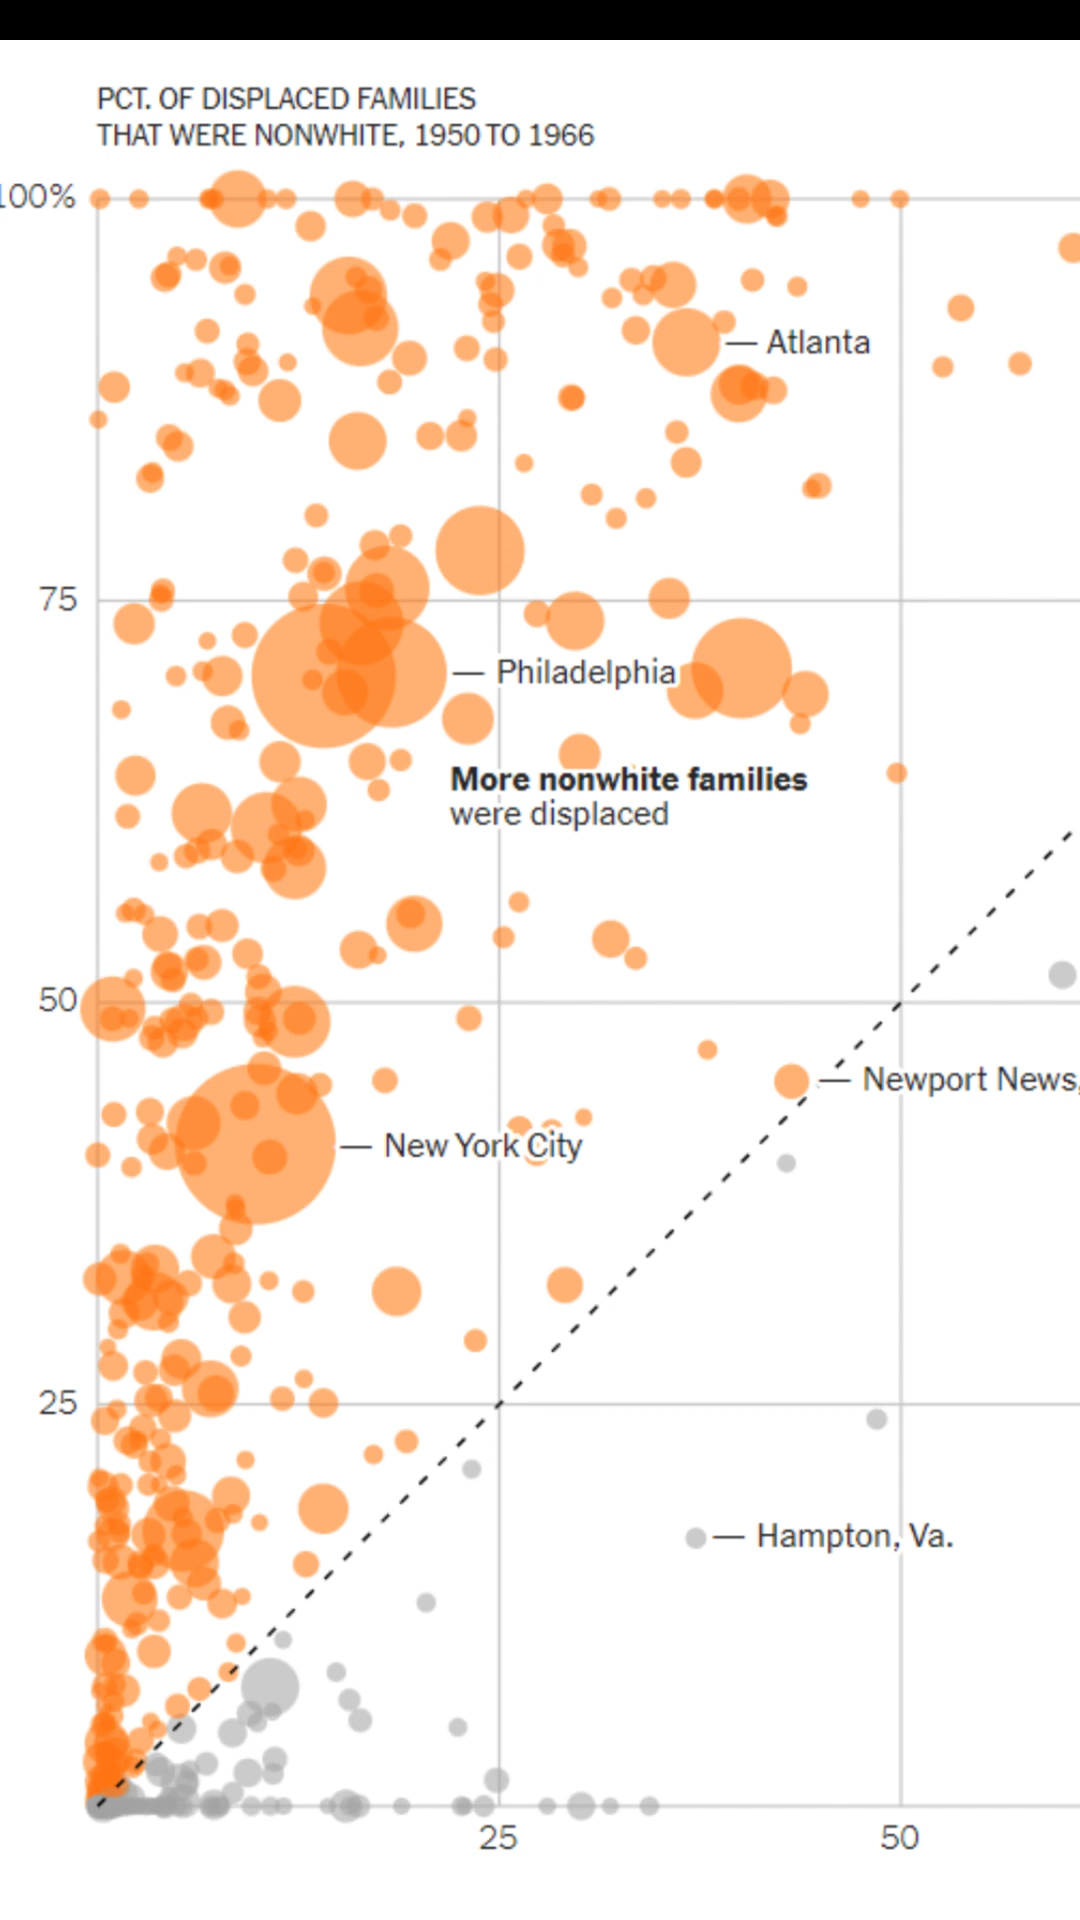 PCT. OF DISPLACED FAMILIES
THAT WERE NONWHITE, 1950 TO 1966
100%
Atlanta
75
Philadelphia
More nonwhite families
were displaced
50
Newport News,
New York City
25
Hampton, Va.
25
50